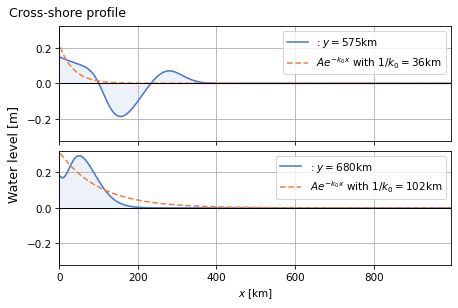 Cross-shore profile
Water level [m]
0.2
0.0
−0.2
: y = 575km
Ae^{−k₀x} with 1/k₀ = 36km
0.2
0.0
−0.2
: y = 680km
Ae^{−k₀x} with 1/k₀ = 102km
0 200 400 600 800
x [km]